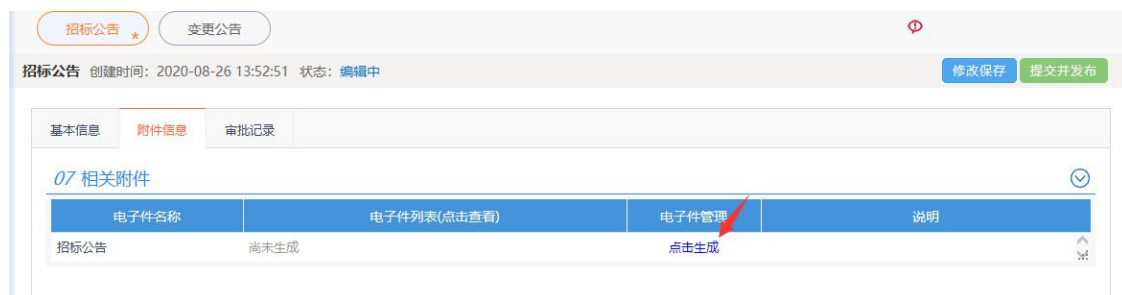 招标公告 * 变更公告
招标公告 创建时间：2020-08-26 13:52:51 状态：编辑中 修改保存 提交并发布
基本信息 附件信息 审批记录
07 相关附件
电子件名称 电子件列表(点击查看) 电子件管理 说明
招标公告 尚未生成 点击生成